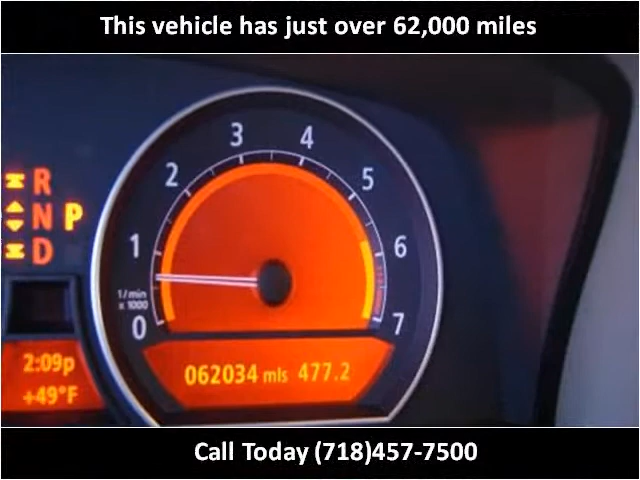 This vehicle has just over 62,000 miles
3 4
2 5
R
N P
1 6
D
1/min
x 1000
0 7
2:09p
062034 mls 477.2
+49°F
Call Today (718)457-7500